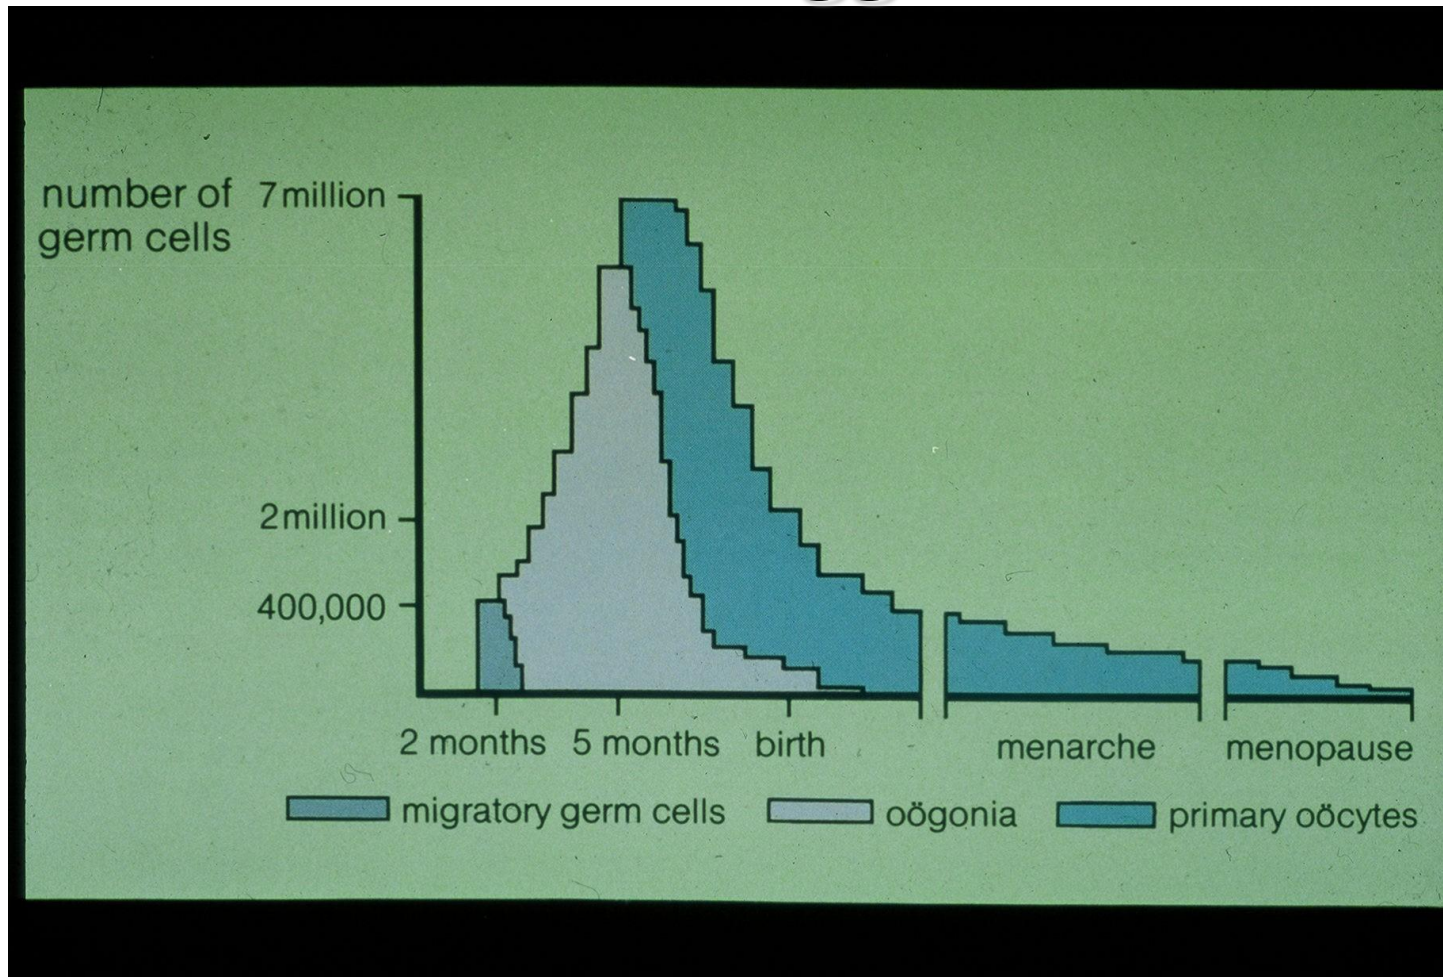 number of
germ cells
7 million
2 million
400,000
2 months 5 months birth menarche menopause
migratory germ cells oögonia primary oöcytes